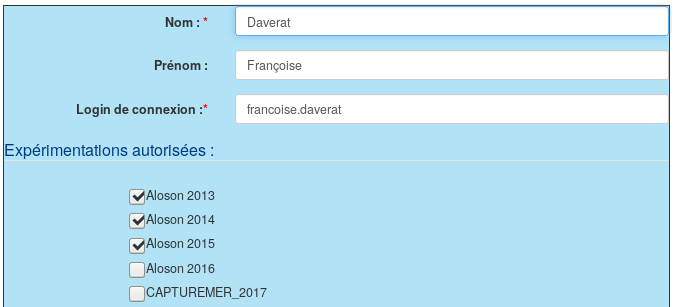 Nom : * Daverat
Prénom : Françoise
Login de connexion :* francoise.daverat
Expérimentations autorisées :
Aloson 2013
Aloson 2014
Aloson 2015
Aloson 2016
CAPTUREMER_2017